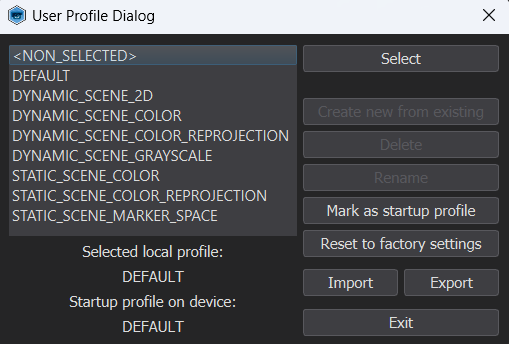 User Profile Dialog
<NON_SELECTED>
DEFAULT
DYNAMIC_SCENE_2D
DYNAMIC_SCENE_COLOR
DYNAMIC_SCENE_COLOR_REPROJECTION
DYNAMIC_SCENE_GRAYSCALE
STATIC_SCENE_COLOR
STATIC_SCENE_COLOR_REPROJECTION
STATIC_SCENE_MARKER_SPACE
Selected local profile:
DEFAULT
Startup profile on device:
DEFAULT
Select
Create new from existing
Delete
Rename
Mark as startup profile
Reset to factory settings
Import
Export
Exit